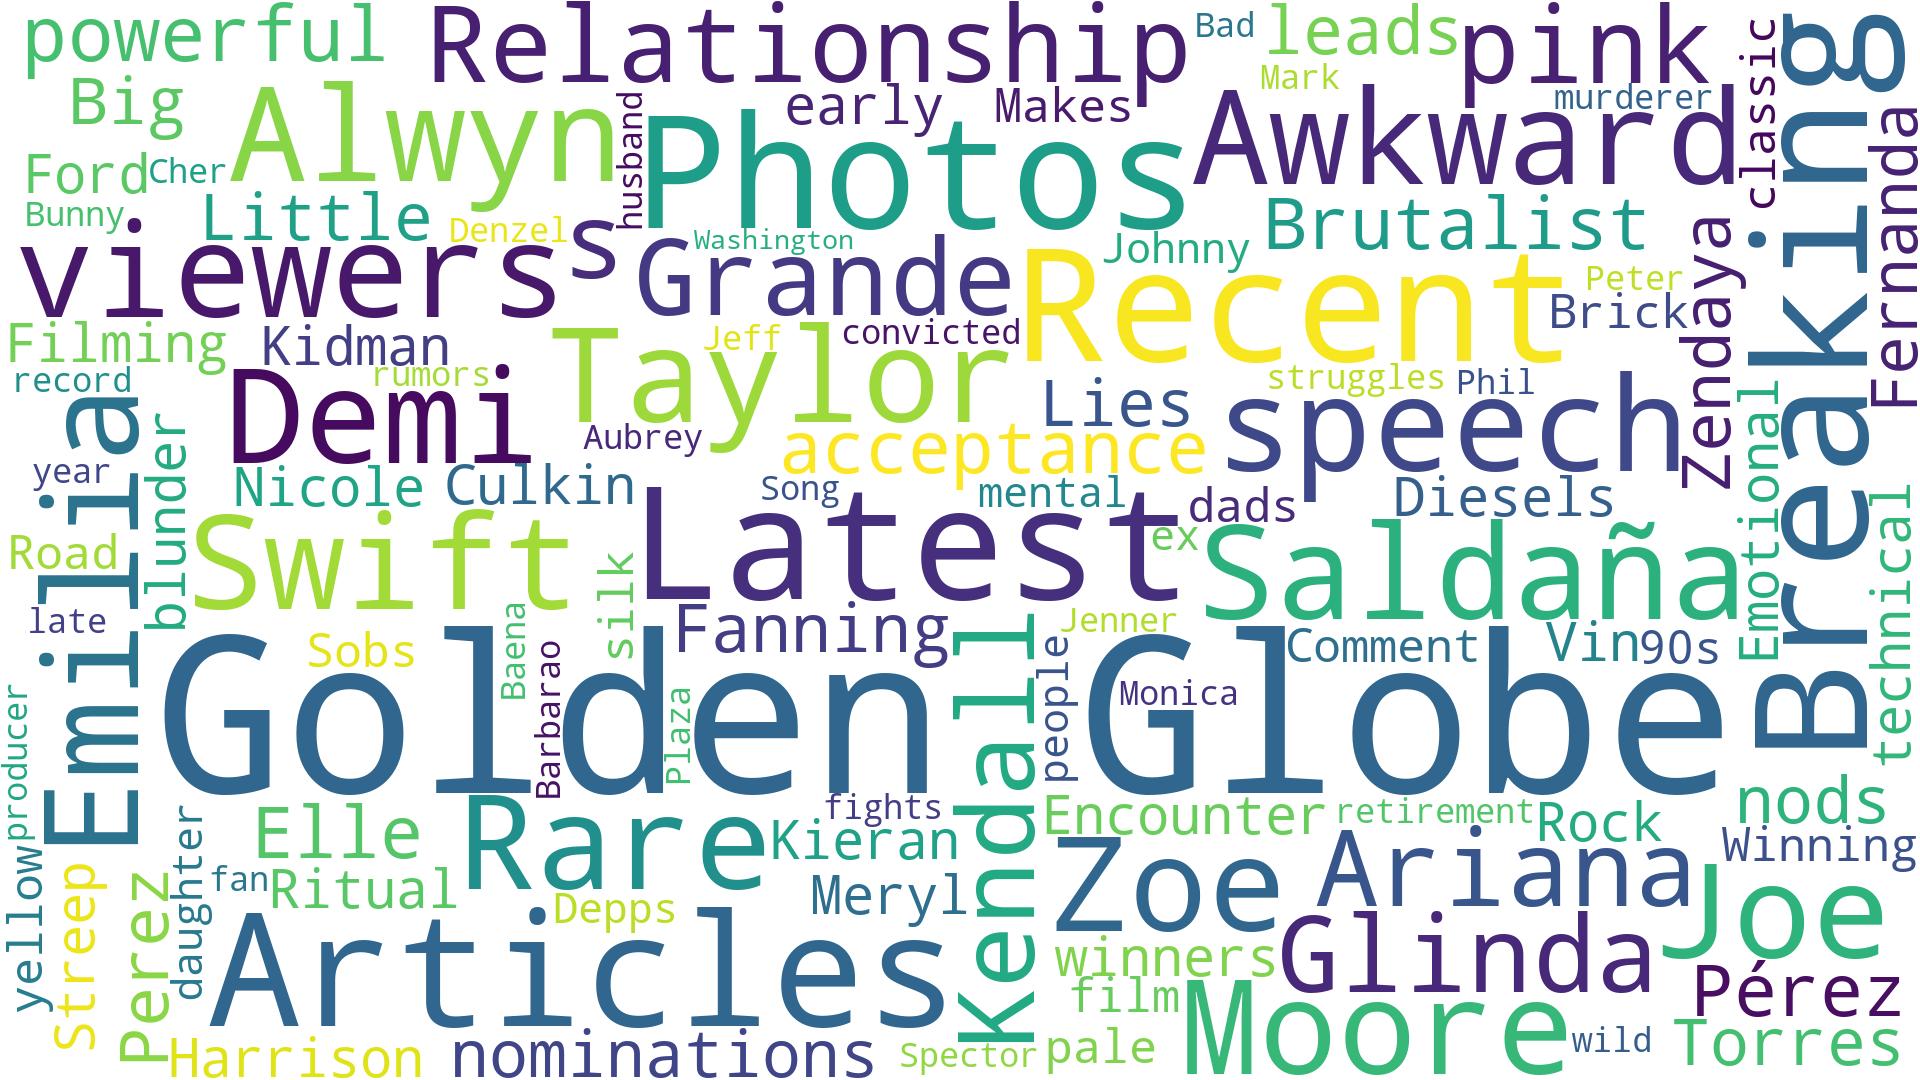 powerful
Relationship
Bad
leads
pink
classic
Breaking
Big
Alwyn
husband
early
Makes
Mark
murderer
Awkward
Photos
Fernanda
Ford
Cher
Bunny
Little
Denzel
s
Washington
Johnny
Brutalist
Zendaya
viewers
Grande
Recent
Peter
Brick
Filming
Kidman
Taylor
Jeff
convicted
record
rumors
Demi
Lies
struggles
Phil
speech
Emotional
Emilia
blunder
Aubrey
acceptance
year
Nicole
Culkin
Song
mental
dads
Diesels
technical
Road
Swift
silk
Latest
ex
Saldaña
late
Sobs
Baena
Barbarao
Fanning
Kendall
Jenner
people
Comment
Vin
90s
Golden
Plaza
Globe
Monica
producer
yellow
daughter
Elle
Rare
fights
Kieran
Encounter
retirement
Rock
nods
Winning
Streep
Perez
fan
Ritual
Depps
Meryl
Zoe
Ariana
Joe
Articles
winners
Glinda
film
Moore
Pérez
Harrison
nominations
Spector
pale
wild
Torres